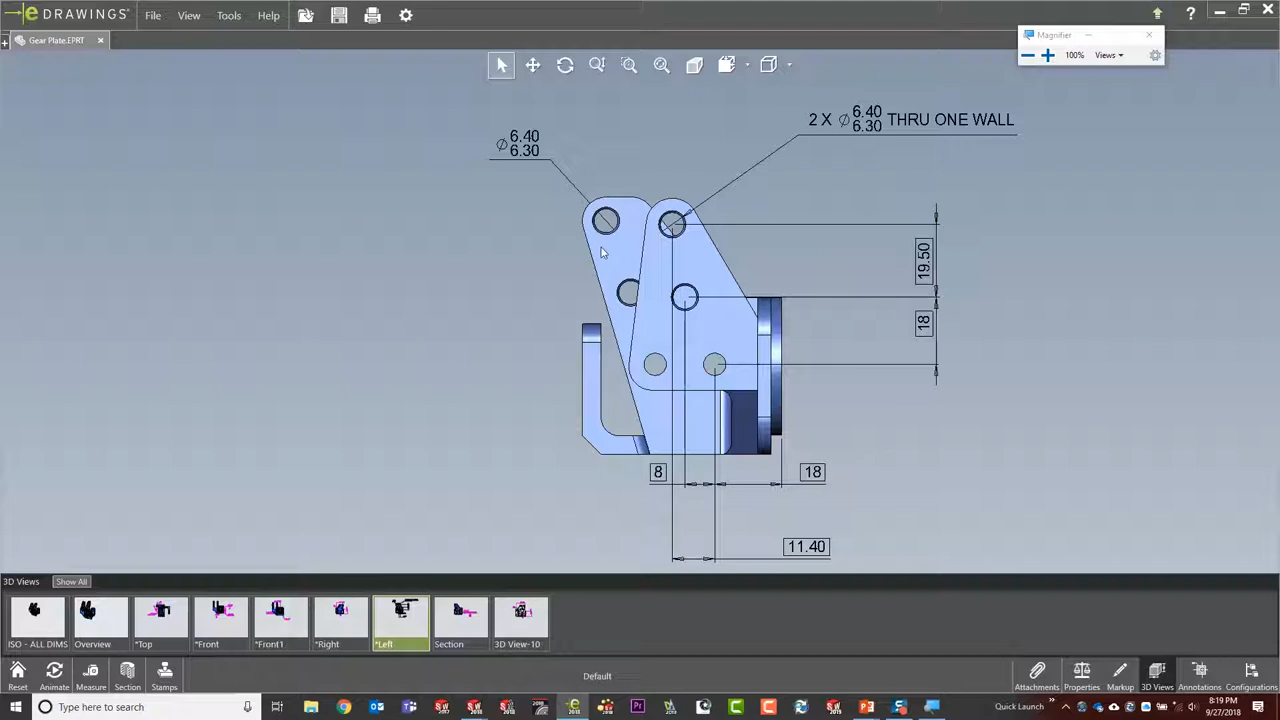 eDRAWINGS
File View Tools Help
Gear Plate.EPRT
Magnifier
100% Views
2 X ∅ 6.40
6.30 THRU ONE WALL
∅ 6.40
6.30
19.50
18
8
18
11.40
3D Views Show All
ISO - ALL DIMS
Overview
*Top
*Front
*Front1
*Right
*Left
Section
3D View-10
Reset
Animate
Measure
Section
Stamps
Default
Attachments
Properties
Markup
3D Views
Annotations
Configurations
Type here to search
Quick Launch
8:19 PM
9/27/2018